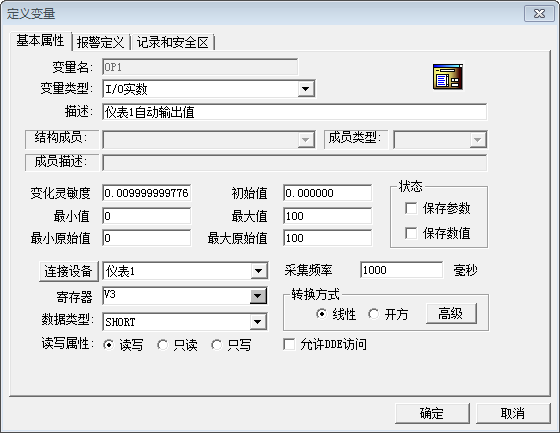 定义变量
基本属性 报警定义 记录和安全区
变量名: OP1
变量类型: I/O实数
描述: 仪表1自动输出值
结构成员: 成员类型:
成员描述:
变化灵敏度 0.009999999776 初始值 0.000000 状态
最小值 0 最大值 100 保存参数
最小原始值 0 最大原始值 100 保存数值
连接设备 仪表1 采集频率 1000 毫秒
寄存器 V3 转换方式
数据类型: SHORT 线性 开方 高级
读写属性: 读写 只读 只写 允许DDE访问
确定 取消